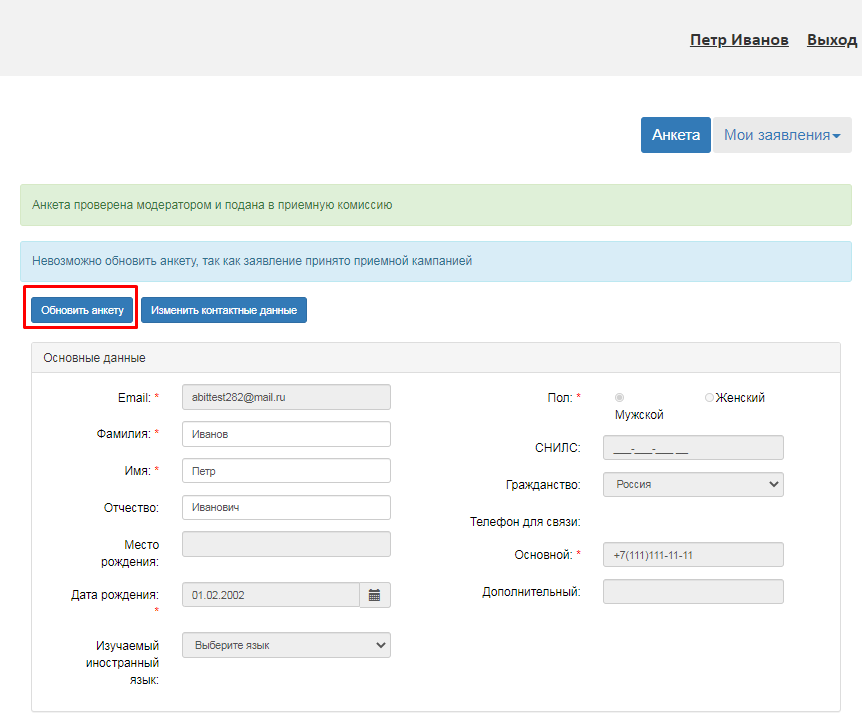 Петр Иванов Выход
Анкета Мои заявления
Анкета проверена модератором и подана в приемную комиссию
Невозможно обновить анкету, так как заявление принято приемной кампанией
Обновить анкету Изменить контактные данные
Основные данные
Email: * abittest282@mail.ru
Фамилия: * Иванов
Имя: * Петр
Отчество: Иванович
Место
рождения:
Дата рождения: 01.02.2002
*
Изучаемый Выберите язык
иностранный
язык:
Пол: * Женский
Мужской
СНИЛС: ___-___-___ __
Гражданство: Россия
Телефон для связи:
Основной: * +7(111)111-11-11
Дополнительный: